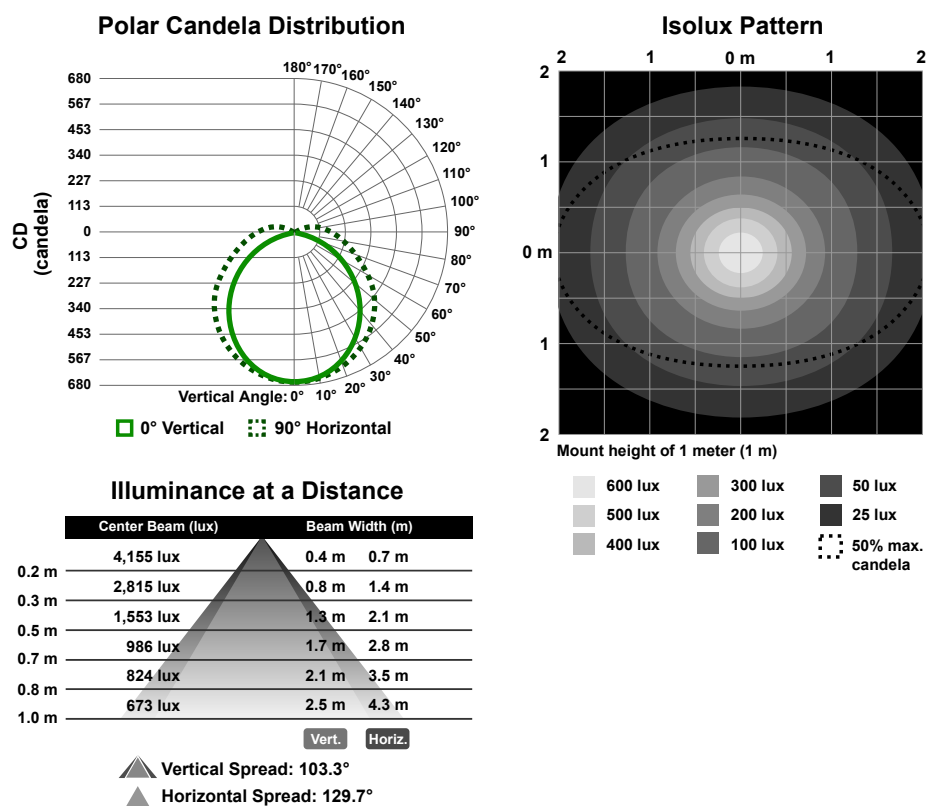 Polar Candela Distribution
CD
(candela)
680
567
453
340
227
113
0
113
227
340
453
567
680
180°
170°
160°
150°
140°
130°
120°
110°
100°
90°
80°
70°
60°
50°
40°
30°
20°
10°
Vertical Angle: 0°
0° Vertical
90° Horizontal
Isolux Pattern
2 1 0 m 1 2
2
1
0 m
1
2
Mount height of 1 meter (1 m)
600 lux
500 lux
400 lux
300 lux
200 lux
100 lux
50 lux
25 lux
50% max.
candela
Illuminance at a Distance
Center Beam (lux) Beam Width (m)
4,155 lux 0.4 m 0.7 m
0.2 m
2,815 lux 0.8 m 1.4 m
0.3 m
1,553 lux 1.3 m 2.1 m
0.5 m
986 lux 1.7 m 2.8 m
0.7 m
824 lux 2.1 m 3.5 m
0.8 m
673 lux 2.5 m 4.3 m
1.0 m
Vert. Horiz.
Vertical Spread: 103.3°
Horizontal Spread: 129.7°